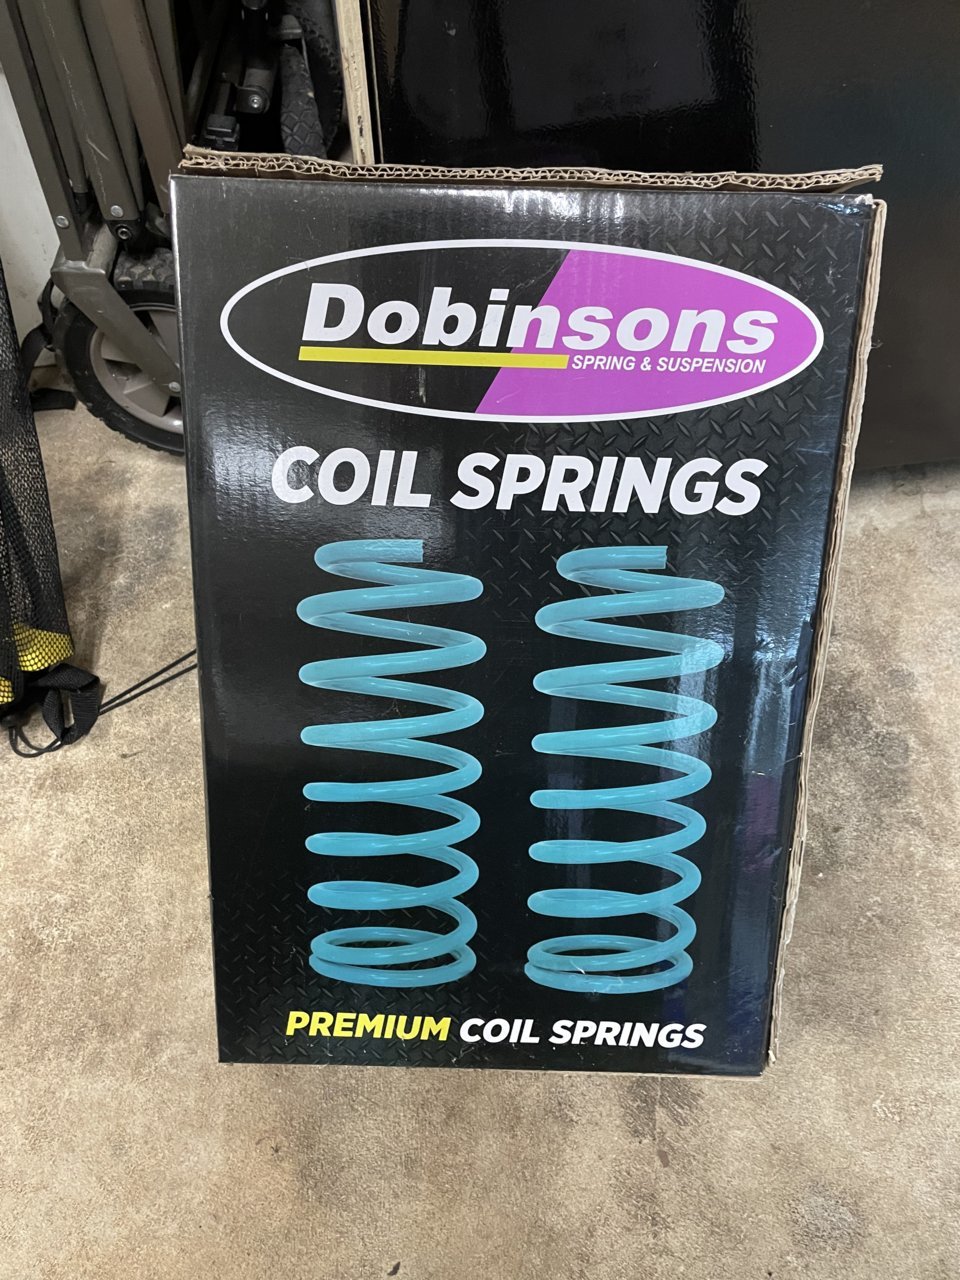 Dobinsons
SPRING & SUSPENSION
COIL SPRINGS
PREMIUM COIL SPRINGS